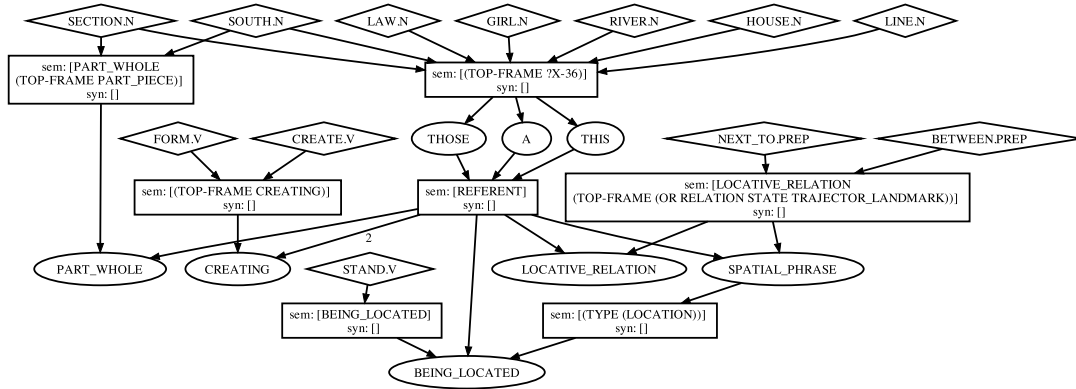 SECTION.N
SOUTH.N
LAW.N
GIRL.N
RIVER.N
HOUSE.N
LINE.N
sem: [PART_WHOLE
(TOP-FRAME PART_PIECE)]
syn: []
sem: [(TOP-FRAME ?X-36)]
syn: []
FORM.V
CREATE.V
THOSE
A
THIS
NEXT_TO.PREP
BETWEEN.PREP
sem: [(TOP-FRAME CREATING)]
syn: []
sem: [REFERENT]
syn: []
sem: [LOCATIVE_RELATION
(TOP-FRAME (OR RELATION STATE TRAJECTOR_LANDMARK))]
syn: []
2
PART_WHOLE
CREATING
STAND.V
LOCATIVE_RELATION
SPATIAL_PHRASE
sem: [BEING_LOCATED]
syn: []
sem: [(TYPE (LOCATION))]
syn: []
BEING_LOCATED